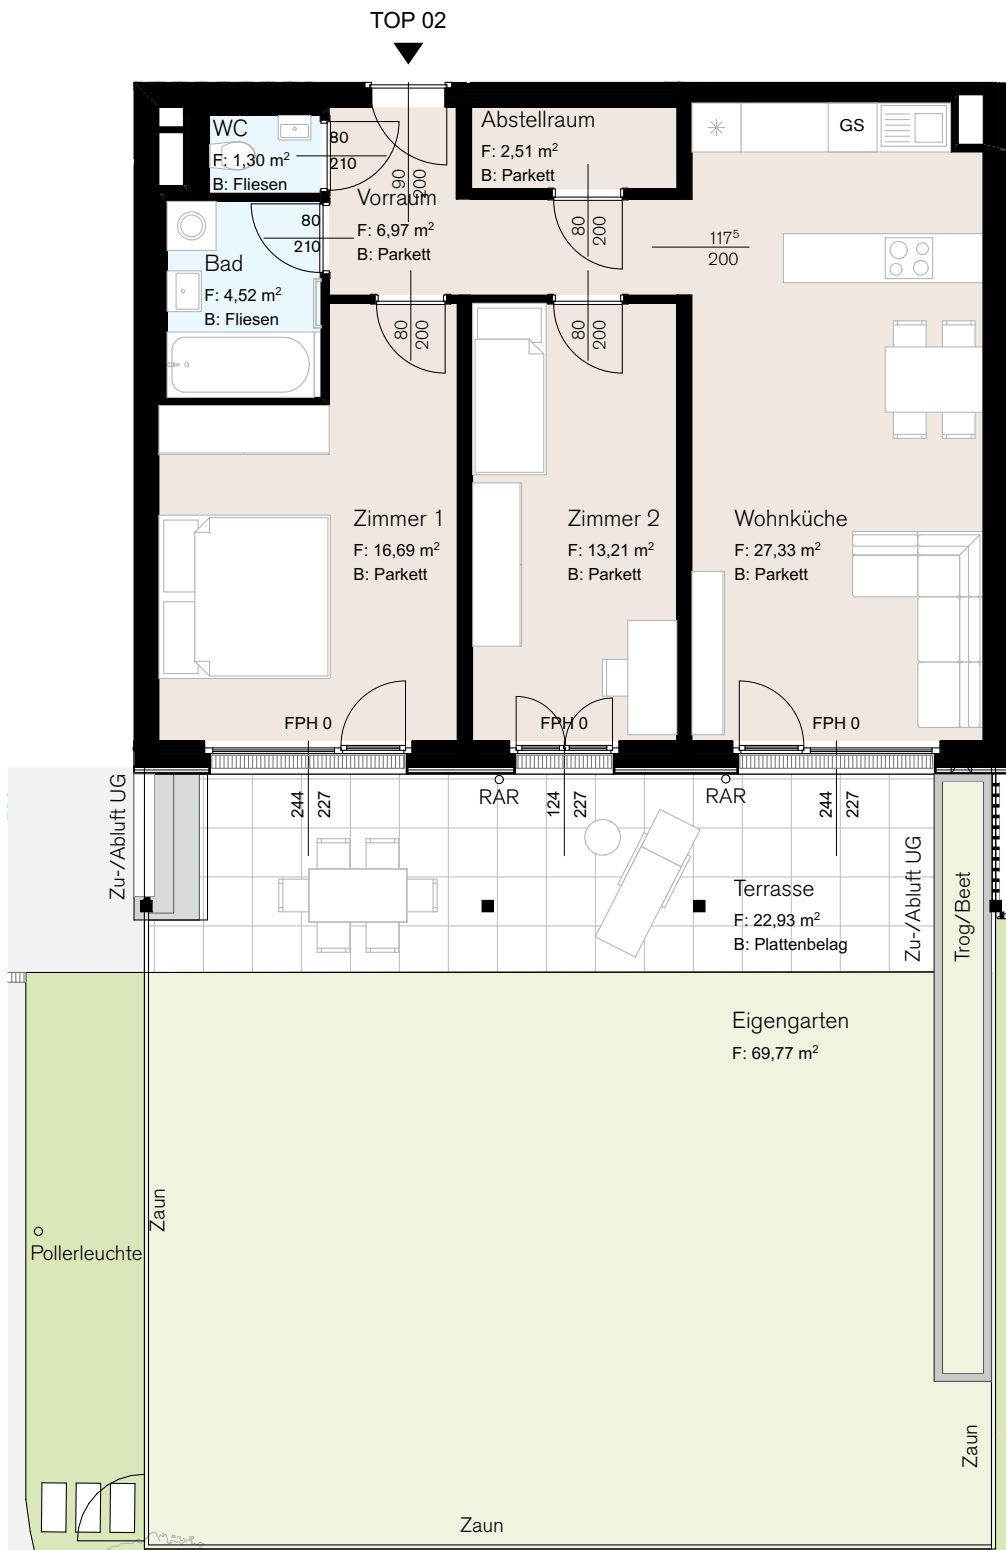 TOP 02
WC
F: 1,30 m²
B: Fliesen
80
210
90
200
Abstellraum
F: 2,51 m²
B: Parkett
GS
Vorraum
F: 6,97 m²
B: Parkett
80
210
Bad
F: 4,52 m²
B: Fliesen
80
200
117⁵
200
80
200
80
200
Zimmer 1
F: 16,69 m²
B: Parkett
Zimmer 2
F: 13,21 m²
B: Parkett
Wohnküche
F: 27,33 m²
B: Parkett
FPH 0
FPH 0
FPH 0
Zu-/Abluft UG
244
227
RAR
124
227
RAR
244
227
Terrasse
F: 22,93 m²
B: Plattenbelag
Zu-/Abluft UG
Trog/Beet
Eigengarten
F: 69,77 m²
Zaun
Pollerleuchte
Zaun
Zaun